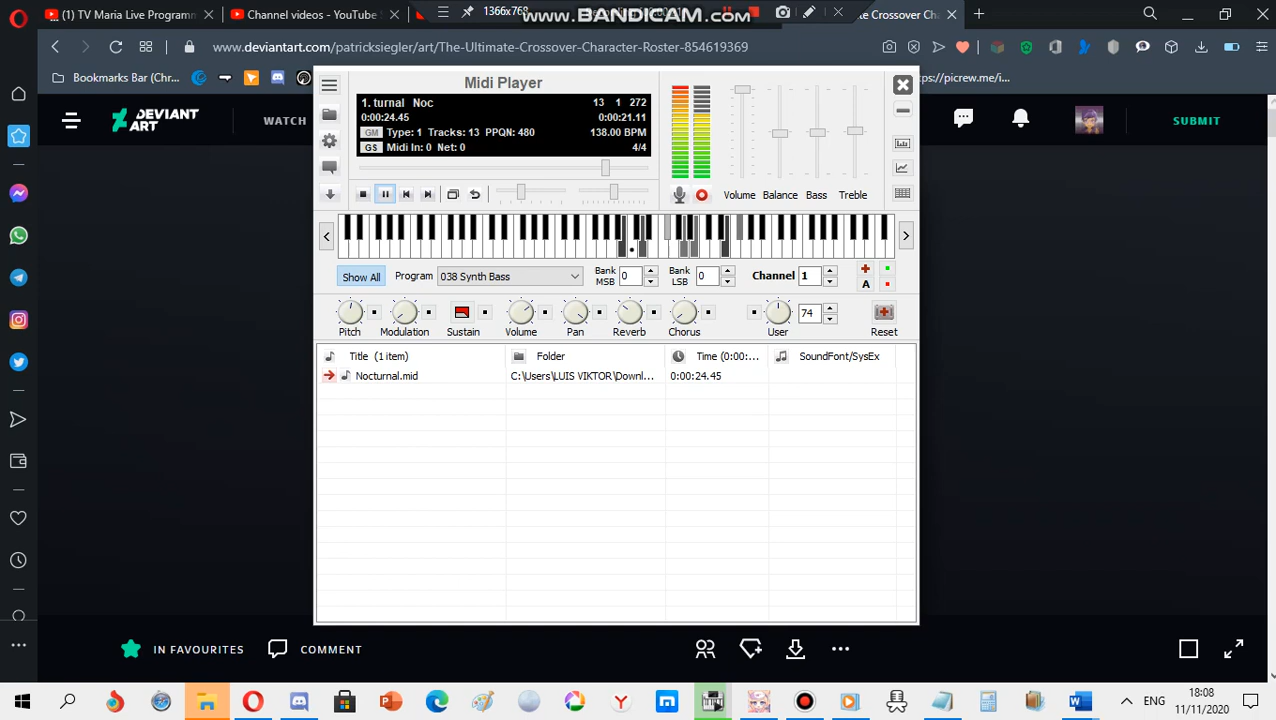 TV Maria Live Programm
Channel videos - YouTube
1366x768
www.BANDICAM.com
te Crossover Cha
www.deviantart.com/patricksiegler/art/The-Ultimate-Crossover-Character-Roster-854619369
Bookmarks Bar (Chr...
ps://picrew.me/i...
DEVIANT ART
WATCH
SUBMIT
Midi Player
1. turnal Noc
13 1 272
0:00:24.45
0:00:21.11
GM Type: 1 Tracks: 13 PPQN: 480
138.00 BPM
GS Midi In: 0 Net: 0
4/4
Volume Balance Bass Treble
Show All
Program 038 Synth Bass
Bank MSB 0
Bank LSB 0
Channel 1
A
74
Pitch Modulation Sustain Volume Pan Reverb Chorus User Reset
Title (1 item) Folder Time (0:00:... SoundFont/SysEx
Nocturnal.mid C:\Users\LUIS VIKTOR\Downl... 0:00:24.45
IN FAVOURITES
COMMENT
ENG
18:08
11/11/2020